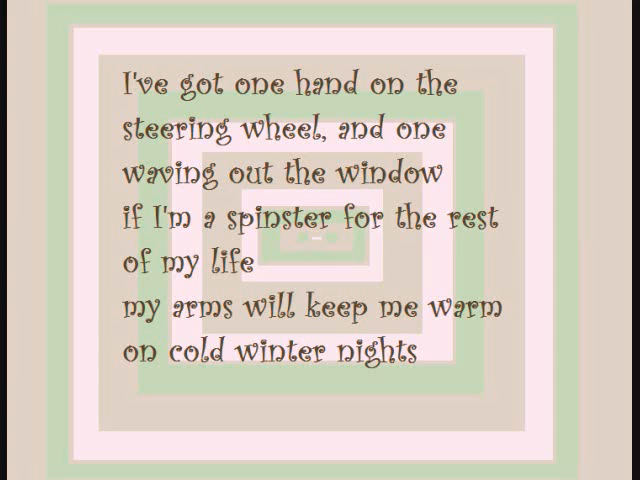 I've got one hand on the
steering wheel, and one
waving out the window
if I'm a spinster for the rest
of my life
my arms will keep me warm
on cold winter nights